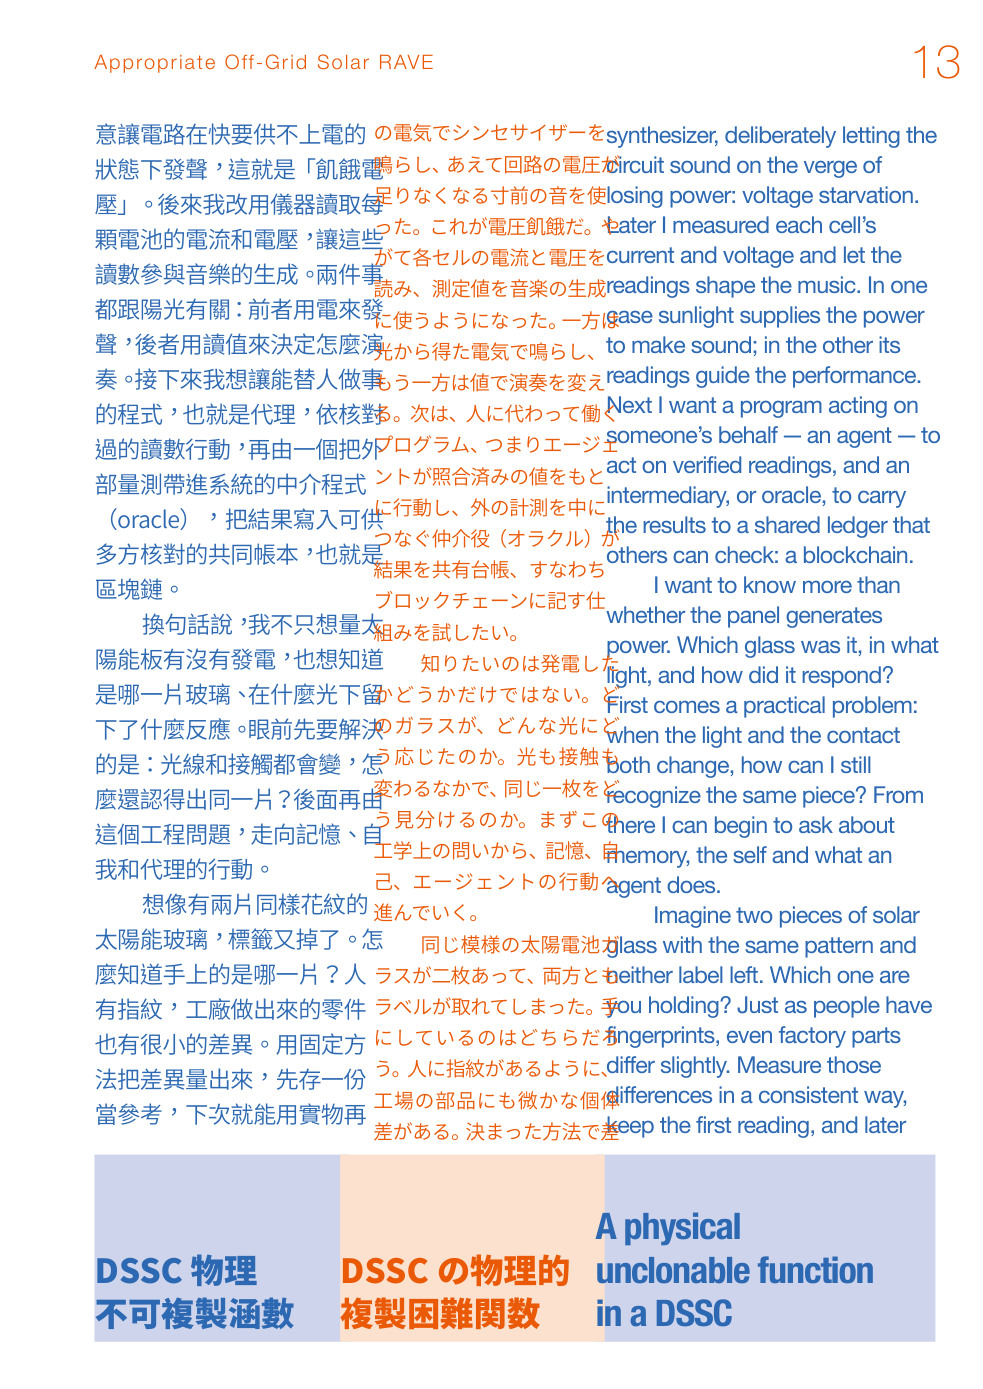 Appropriate Off-Grid Solar RAVE
13
意讓電路在快要供不上電的
狀態下發聲，這就是「飢餓電
壓」。後來我改用儀器讀取每
顆電池的電流和電壓，讓這些
讀數參與音樂的生成。兩件事
都跟陽光有關：前者用電來發
聲，後者用讀值來決定怎麼演
奏。接下來我想讓能替人做事
的程式，也就是代理，依核對
過的讀數行動，再由一個把外
部量測帶進系統的中介程式
（oracle），把結果寫入可供
多方核對的共同帳本，也就是
區塊鏈。
換句話說，我不只想量太
陽能板有沒有發電，也想知道
是哪一片玻璃、在什麼光下留
下了什麼反應。眼前先要解決
的是：光線和接觸都會變，怎
麼還認得出同一片？後面再由
這個工程問題，走向記憶、自
我和代理的行動。
想像有兩片同樣花紋的
太陽能玻璃，標籤又掉了。怎
麼知道手上的是哪一片？人
有指紋，工廠做出來的零件
也有很小的差異。用固定方
法把差異量出來，先存一份
當參考，下次就能用實物再
の電気でシンセサイザーを
鳴らし、あえて回路の電圧が
足りなくなる寸前の音を使
った。これが電圧飢餓だ。や
がて各セルの電流と電圧を
読み、測定値を音楽の生成
に使うようになった。一方は
光から得た電気で鳴らし、
もう一方は値で演奏を変え
る。次は、人に代わって働く
プログラム、つまりエージェ
ントが照合済みの値をもと
に行動し、外の計測を中に
つなぐ仲介役（オラクル）が
結果を共有台帳、すなわち
ブロックチェーンに記す仕
組みを試したい。
知りたいのは発電した
かどうかだけではない。ど
のガラスが、どんな光にど
う応じたのか。光も接触も
変わるなかで、同じ一枚をど
う見分けるのか。まずこの
工学上の問いから、記憶、自
己、エージェントの行動へ
進んでいく。
同じ模様の太陽電池ガ
ラスが二枚あって、両方とも
ラベルが取れてしまった。手
にしているのはどちらだろ
う。人に指紋があるように、
工場の部品にも微かな個体
差がある。決まった方法で差
synthesizer, deliberately letting the
circuit sound on the verge of
losing power: voltage starvation.
Later I measured each cell’s
current and voltage and let the
readings shape the music. In one
case sunlight supplies the power
to make sound; in the other its
readings guide the performance.
Next I want a program acting on
someone’s behalf — an agent — to
act on verified readings, and an
intermediary, or oracle, to carry
the results to a shared ledger that
others can check: a blockchain.
I want to know more than
whether the panel generates
power. Which glass was it, in what
light, and how did it respond?
First comes a practical problem:
when the light and the contact
both change, how can I still
recognize the same piece? From
there I can begin to ask about
memory, the self and what an
agent does.
Imagine two pieces of solar
glass with the same pattern and
neither label left. Which one are
you holding? Just as people have
fingerprints, even factory parts
differ slightly. Measure those
differences in a consistent way,
keep the first reading, and later
DSSC 物理
不可複製涵數
DSSC の物理的
複製困難関数
A physical
unclonable function
in a DSSC